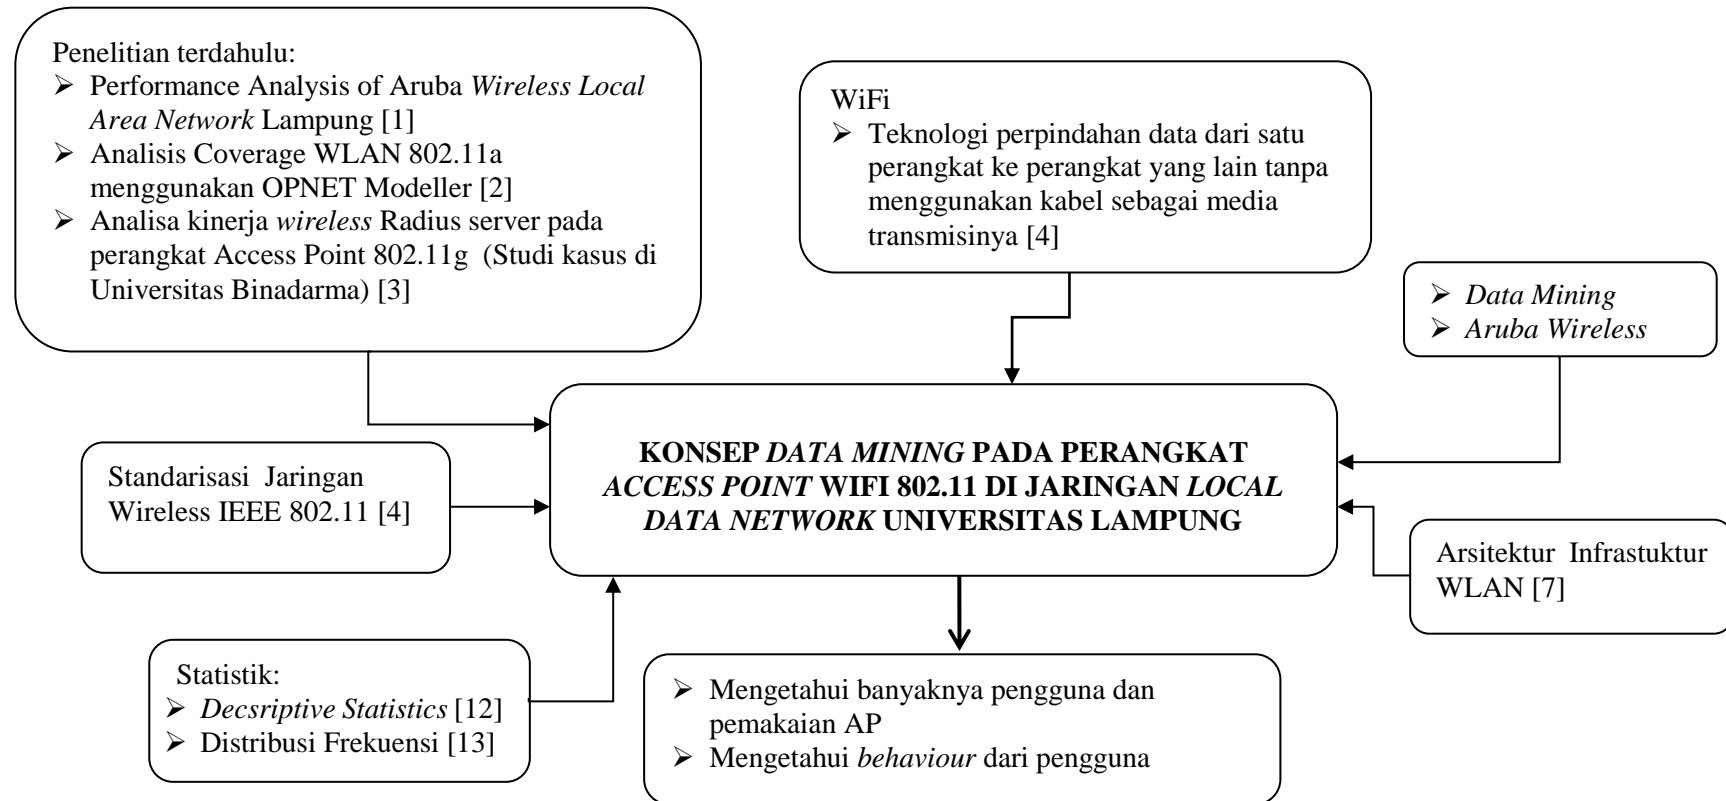 Penelitian terdahulu:
➢ Performance Analysis of Aruba Wireless Local
Area Network Lampung [1]
➢ Analisis Coverage WLAN 802.11a
menggunakan OPNET Modeller [2]
➢ Analisa kinerja wireless Radius server pada
perangkat Access Point 802.11g (Studi kasus di
Universitas Binadarma) [3]
WiFi
➢ Teknologi perpindahan data dari satu
perangkat ke perangkat yang lain tanpa
menggunakan kabel sebagai media
transmisinya [4]
➢ Data Mining
➢ Aruba Wireless
KONSEP DATA MINING PADA PERANGKAT
ACCESS POINT WIFI 802.11 DI JARINGAN LOCAL
DATA NETWORK UNIVERSITAS LAMPUNG
Standarisasi Jaringan
Wireless IEEE 802.11 [4]
Arsitektur Infrastuktur
WLAN [7]
Statistik:
➢ Decsriptive Statistics [12]
➢ Distribusi Frekuensi [13]
➢ Mengetahui banyaknya pengguna dan
pemakaian AP
➢ Mengetahui behaviour dari pengguna